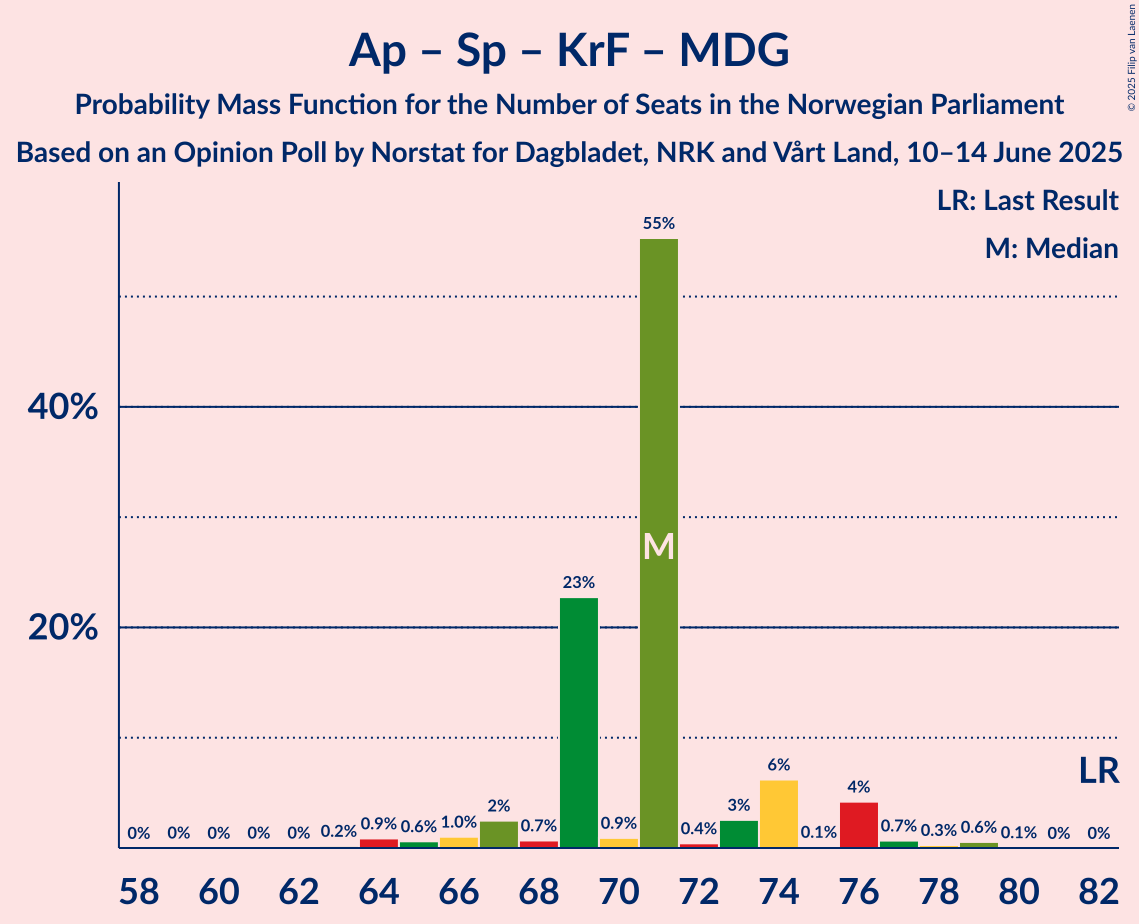 Ap – Sp – KrF – MDG
Probability Mass Function for the Number of Seats in the Norwegian Parliament
Based on an Opinion Poll by Norstat for Dagbladet, NRK and Vårt Land, 10–14 June 2025
© 2025 Filip van Laenen
LR: Last Result
M: Median
55%
40%
M
23%
20%
LR
6%
4%
0% 0% 0% 0% 0% 0.2% 0.9% 0.6% 1.0% 2% 0.7% 0.9% 0.4% 3% 0.1% 0.7% 0.3% 0.6% 0.1% 0% 0%
58 60 62 64 66 68 70 72 74 76 78 80 82